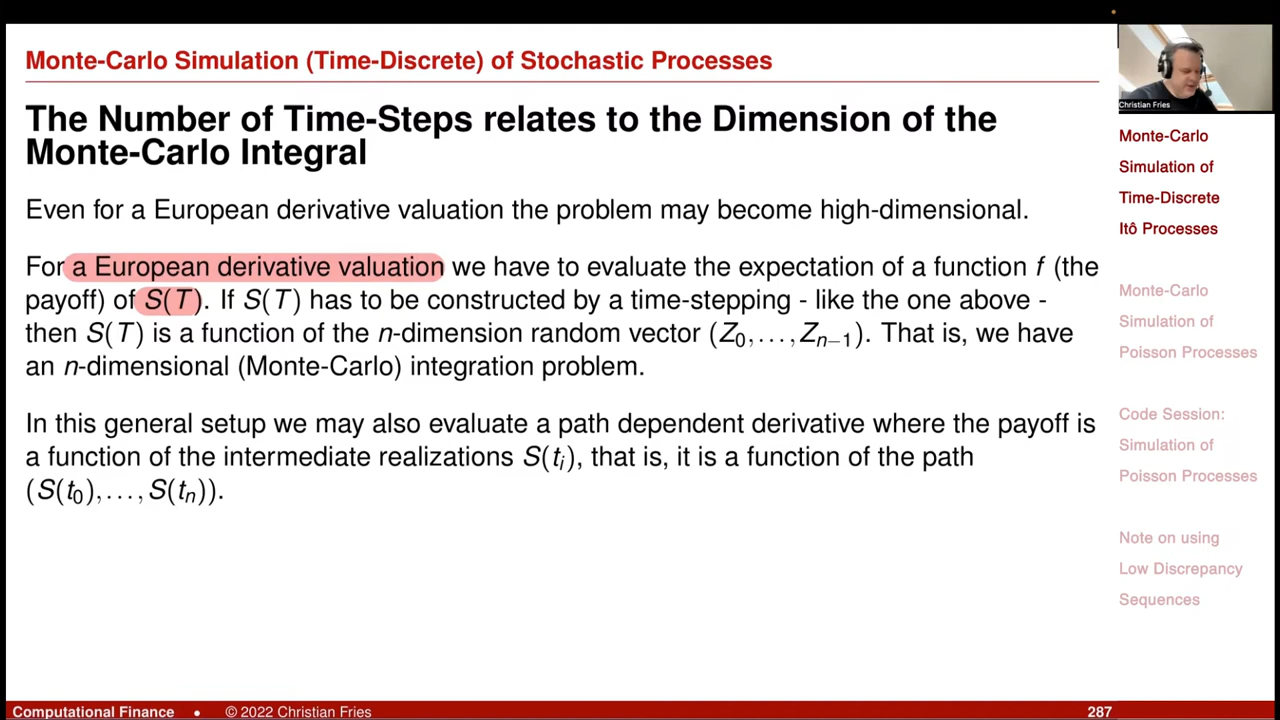 Monte-Carlo Simulation (Time-Discrete) of Stochastic Processes
The Number of Time-Steps relates to the Dimension of the
Monte-Carlo Integral
Even for a European derivative valuation the problem may become high-dimensional.
For a European derivative valuation we have to evaluate the expectation of a function f (the
payoff) of S(T). If S(T) has to be constructed by a time-stepping - like the one above -
then S(T) is a function of the n-dimension random vector (Z₀,...,Zₙ₋₁). That is, we have
an n-dimensional (Monte-Carlo) integration problem.
In this general setup we may also evaluate a path dependent derivative where the payoff is
a function of the intermediate realizations S(tᵢ), that is, it is a function of the path
(S(t₀),...,S(tₙ)).
Christian Fries
Monte-Carlo
Simulation of
Time-Discrete
Itô Processes
Monte-Carlo
Simulation of
Poisson Processes
Code Session:
Simulation of
Poisson Processes
Note on using
Low Discrepancy
Sequences
Computational Finance • © 2022 Christian Fries 287